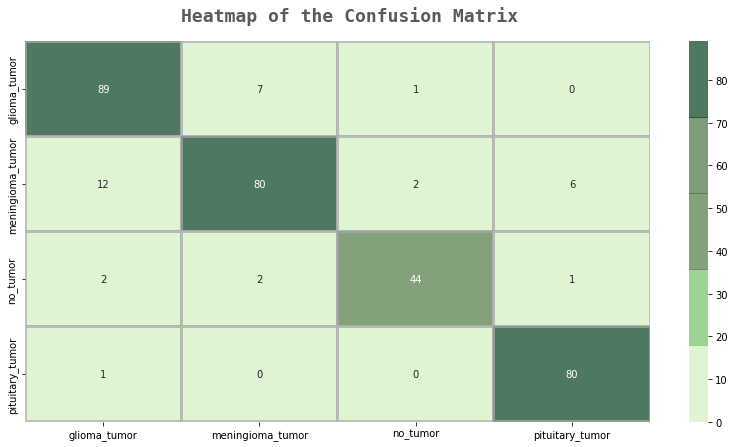 Heatmap of the Confusion Matrix
glioma_tumor
89 7 1 0
meningioma_tumor
12 80 2 6
no_tumor
2 2 44 1
pituitary_tumor
1 0 0 80
glioma_tumor meningioma_tumor no_tumor pituitary_tumor
80
70
60
50
40
30
20
10
0